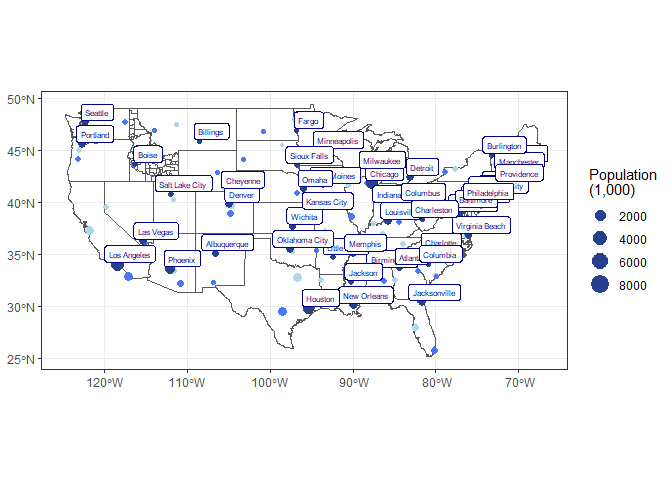 50°N
45°N
40°N
35°N
30°N
25°N
120°W
110°W
100°W
90°W
80°W
70°W
Seattle
Portland
Boise
Billings
Fargo
Minneapolis
Sioux Falls
Milwaukee
Moines
Chicago
Detroit
Burlington
Manchester
Providence
City
Philadelphia
Baltimore
Salt Lake City
Cheyenne
Denver
Omaha
Kansas City
Indiana
Columbus
Louisvil
Charleston
Wichita
Virginia Beach
Las Vegas
Los Angeles
Phoenix
Albuquerque
Oklahoma City
Little
Memphis
Birmin
Atlant
Charlotte
Columbia
Jackson
Houston
New Orleans
Jacksonville
Population
(1,000)
2000
4000
6000
8000